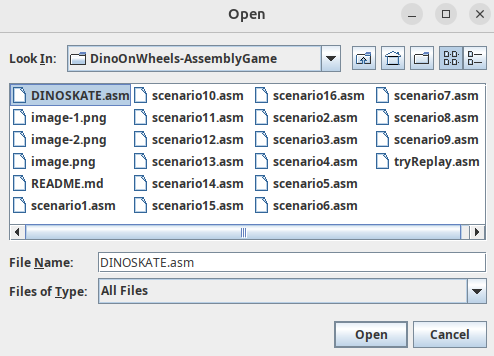 Open
Look In: DinoOnWheels-AssemblyGame
DINOSKATE.asm
image-1.png
image-2.png
image.png
README.md
scenario1.asm
scenario10.asm
scenario11.asm
scenario12.asm
scenario13.asm
scenario14.asm
scenario15.asm
scenario16.asm
scenario2.asm
scenario3.asm
scenario4.asm
scenario5.asm
scenario6.asm
scenario7.asm
scenario8.asm
scenario9.asm
tryReplay.asm
File Name: DINOSKATE.asm
Files of Type: All Files
Open Cancel